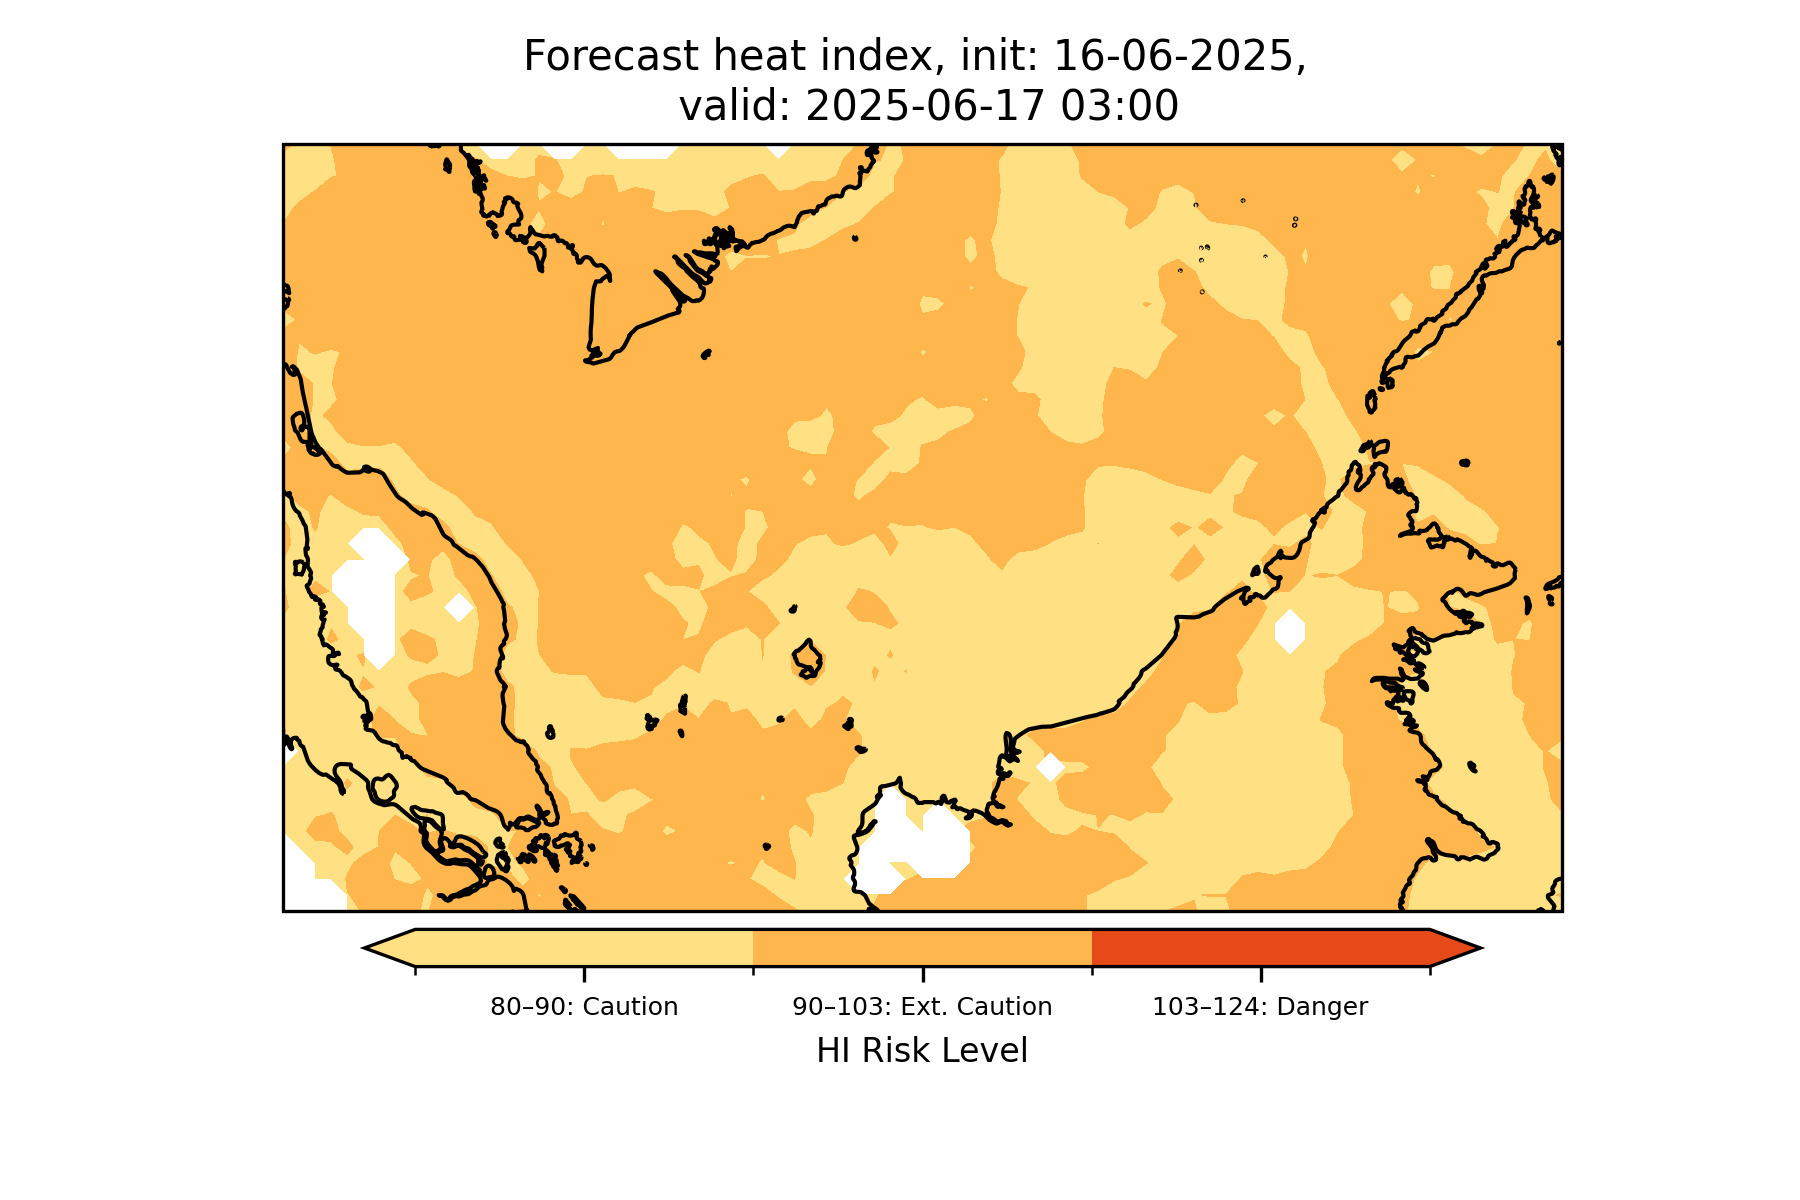 Forecast heat index, init: 16-06-2025,
valid: 2025-06-17 03:00
80–90: Caution
90–103: Ext. Caution
103–124: Danger
HI Risk Level